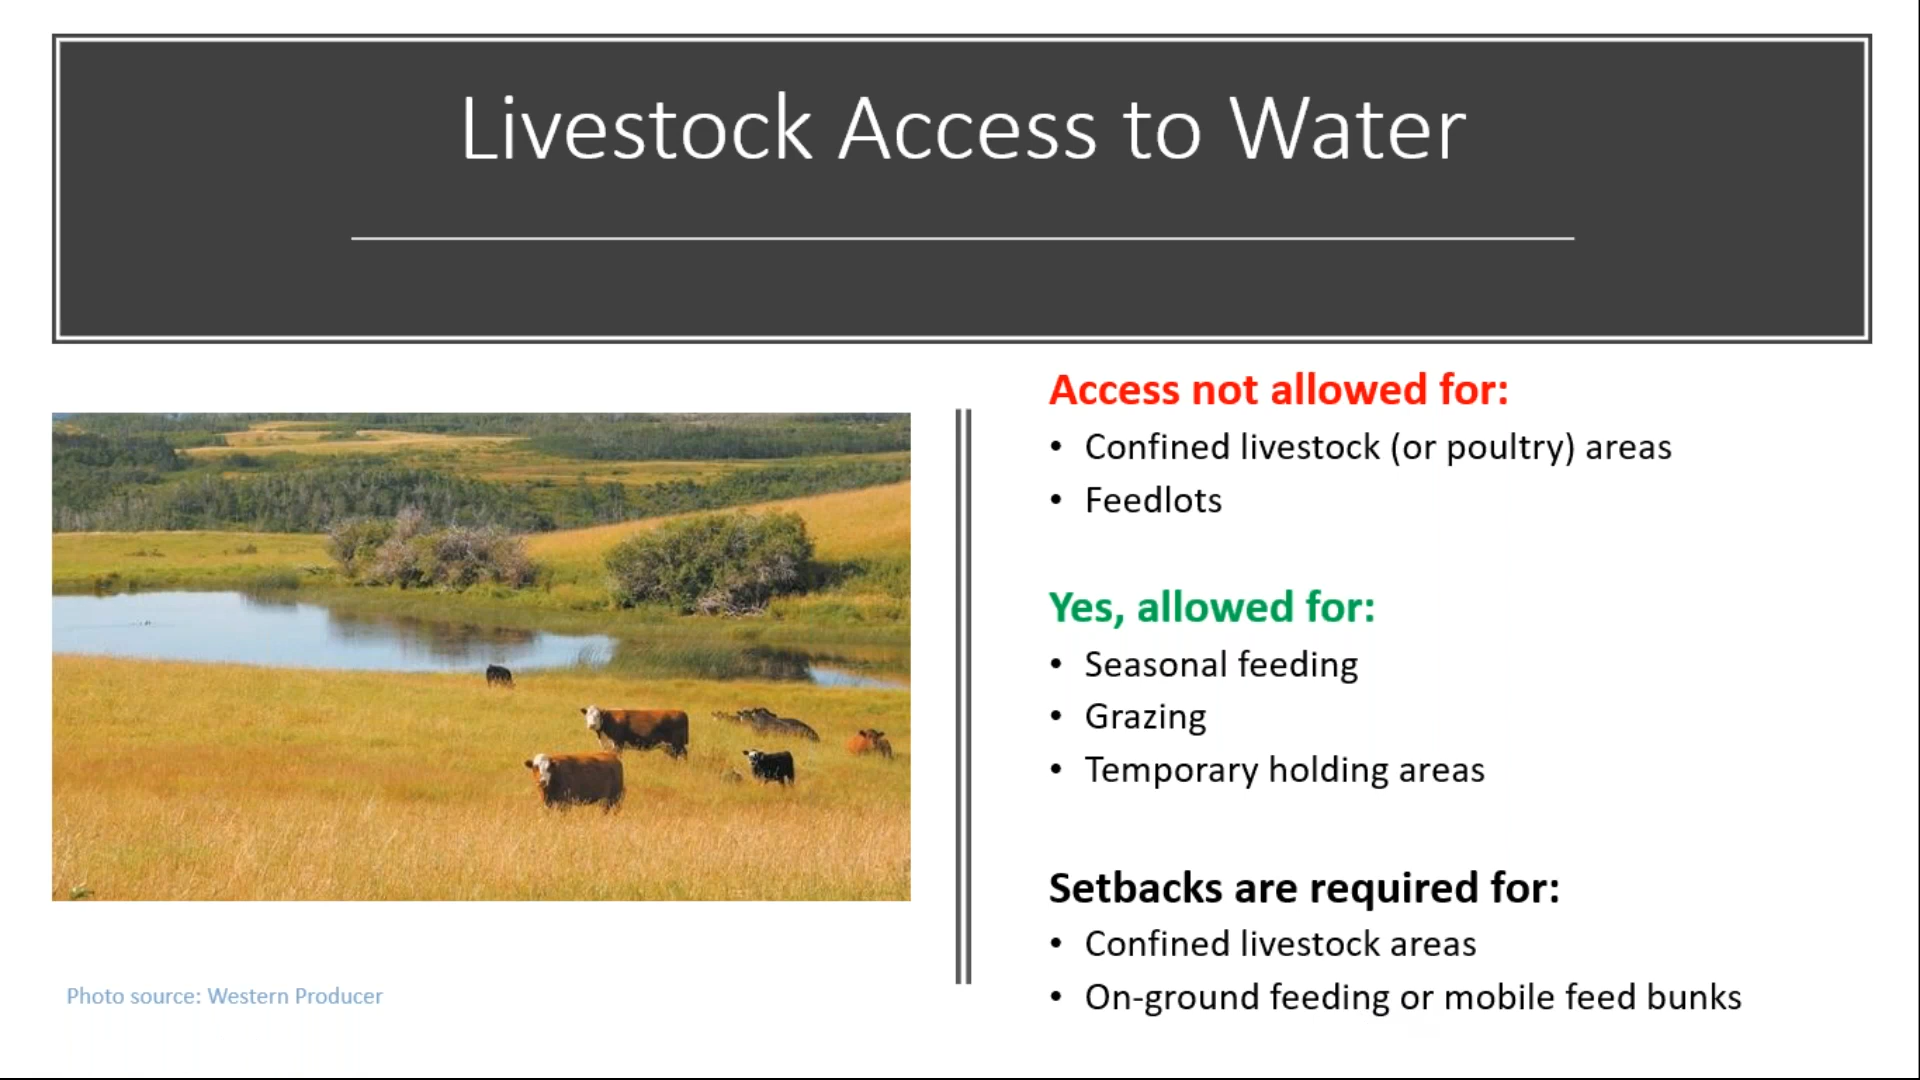 Livestock Access to Water
Access not allowed for:
• Confined livestock (or poultry) areas
• Feedlots
Yes, allowed for:
• Seasonal feeding
• Grazing
• Temporary holding areas
Setbacks are required for:
• Confined livestock areas
• On-ground feeding or mobile feed bunks
Photo source: Western Producer